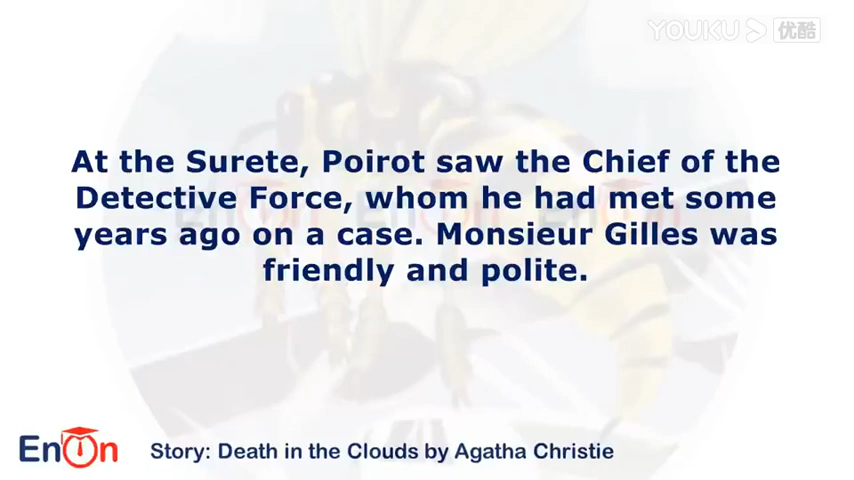 YOUKU 优酷
At the Surete, Poirot saw the Chief of the
Detective Force, whom he had met some
years ago on a case. Monsieur Gilles was
friendly and polite.
EnOn
Story: Death in the Clouds by Agatha Christie